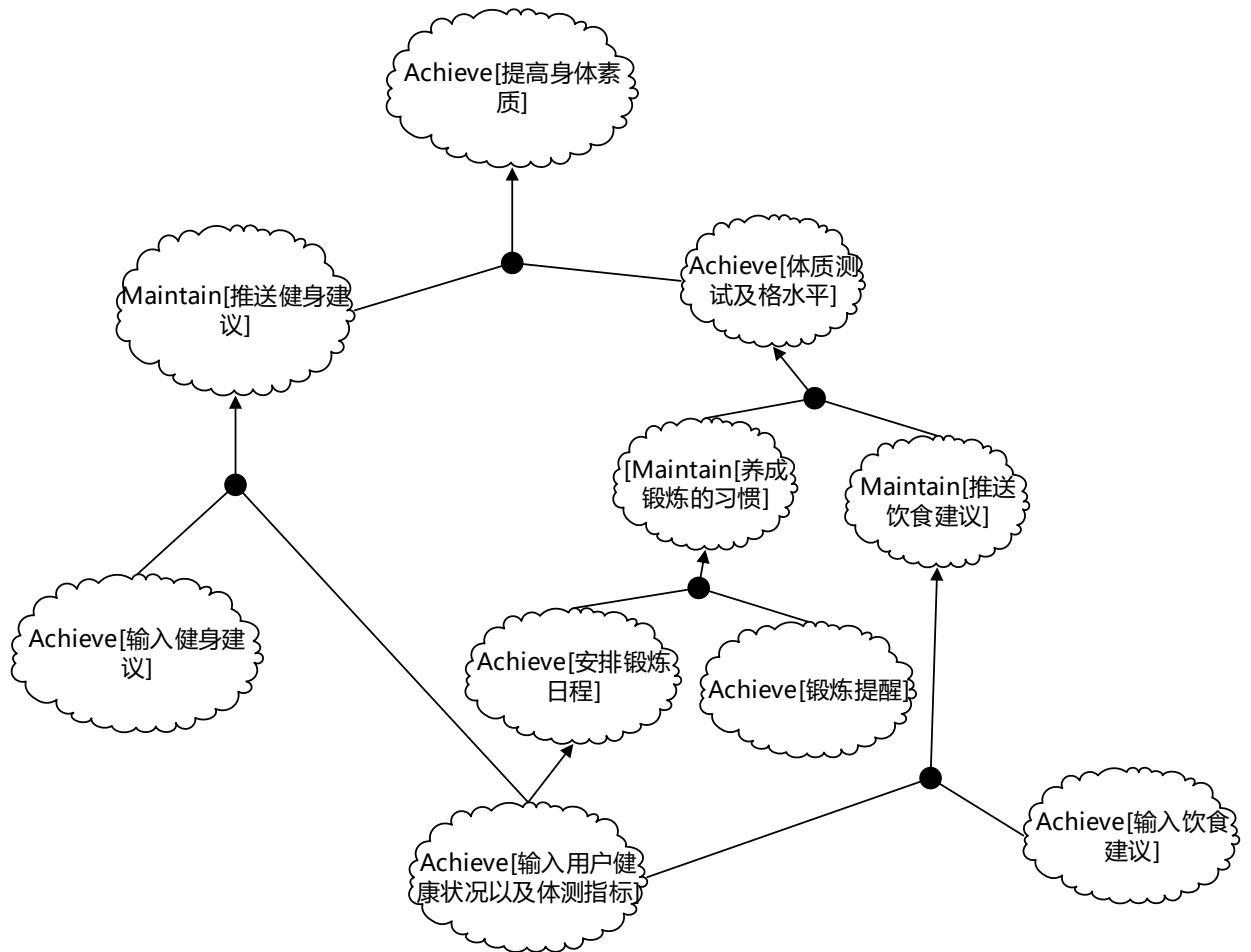 Achieve[提高身体素
质]
Maintain[推送健身建
议]
Achieve[体质测
试及格水平]
[Maintain[养成
锻炼的习惯]
Maintain[推送
饮食建议]
Achieve[输入健身建
议]
Achieve[安排锻炼
日程]
Achieve[锻炼提醒]
Achieve[输入用户健
康状况以及体测指标]
Achieve[输入饮食
建议]